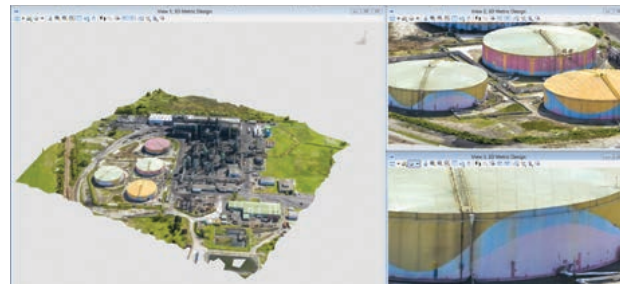 View 1, 3D Metric Design
View 2, 3D Metric Design
View 3, 3D Metric Design